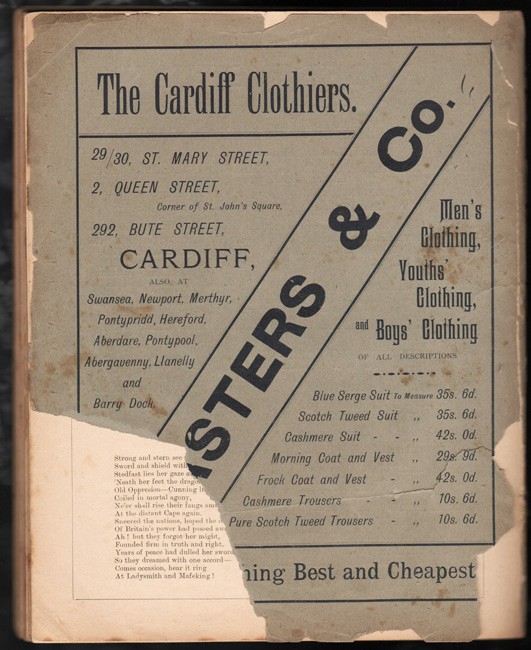 The Cardiff Clothiers.
29/30, ST. MARY STREET,
2, QUEEN STREET,
Corner of St. John's Square,
292, BUTE STREET,
CARDIFF,
ALSO AT
Swansea, Newport, Merthyr,
Pontypridd, Hereford,
Aberdare, Pontypool,
Abergavenny, Llanelly
and
Barry Dock
STERS & Co.
Men's
Clothing,
Youths'
Clothing,
and Boys' Clothing
OF ALL DESCRIPTIONS
Blue Serge Suit To Measure 35s. 6d.
Scotch Tweed Suit ,, 35s. 6d.
Cashmere Suit - - ,, 42s. 0d.
Morning Coat and Vest ,, 29s. 9d.
Frock Coat and Vest - ,, 42s. 0d.
Cashmere Trousers - ,, 10s. 6d.
Pure Scotch Tweed Trousers - ,, 10s. 6d.
hing Best and Cheapest
Strong and stern see
Sword and shield with
Stedfast lies her gaze
'Neath her feet the drago
Old Oppresion—Cunning
Coiled in mortal agony,
Ne'er shall rise their fangs
At the distant Cape again.
Sneered the nations, hoped the
Of Britain's power had passed
Ah! but they forgot her might,
Founded firm in truth and right,
Years of peace had dulled her sword
So they dreamed with one accord—
Comes occasion, hear it ring
At Ladysmith and Mafeking!